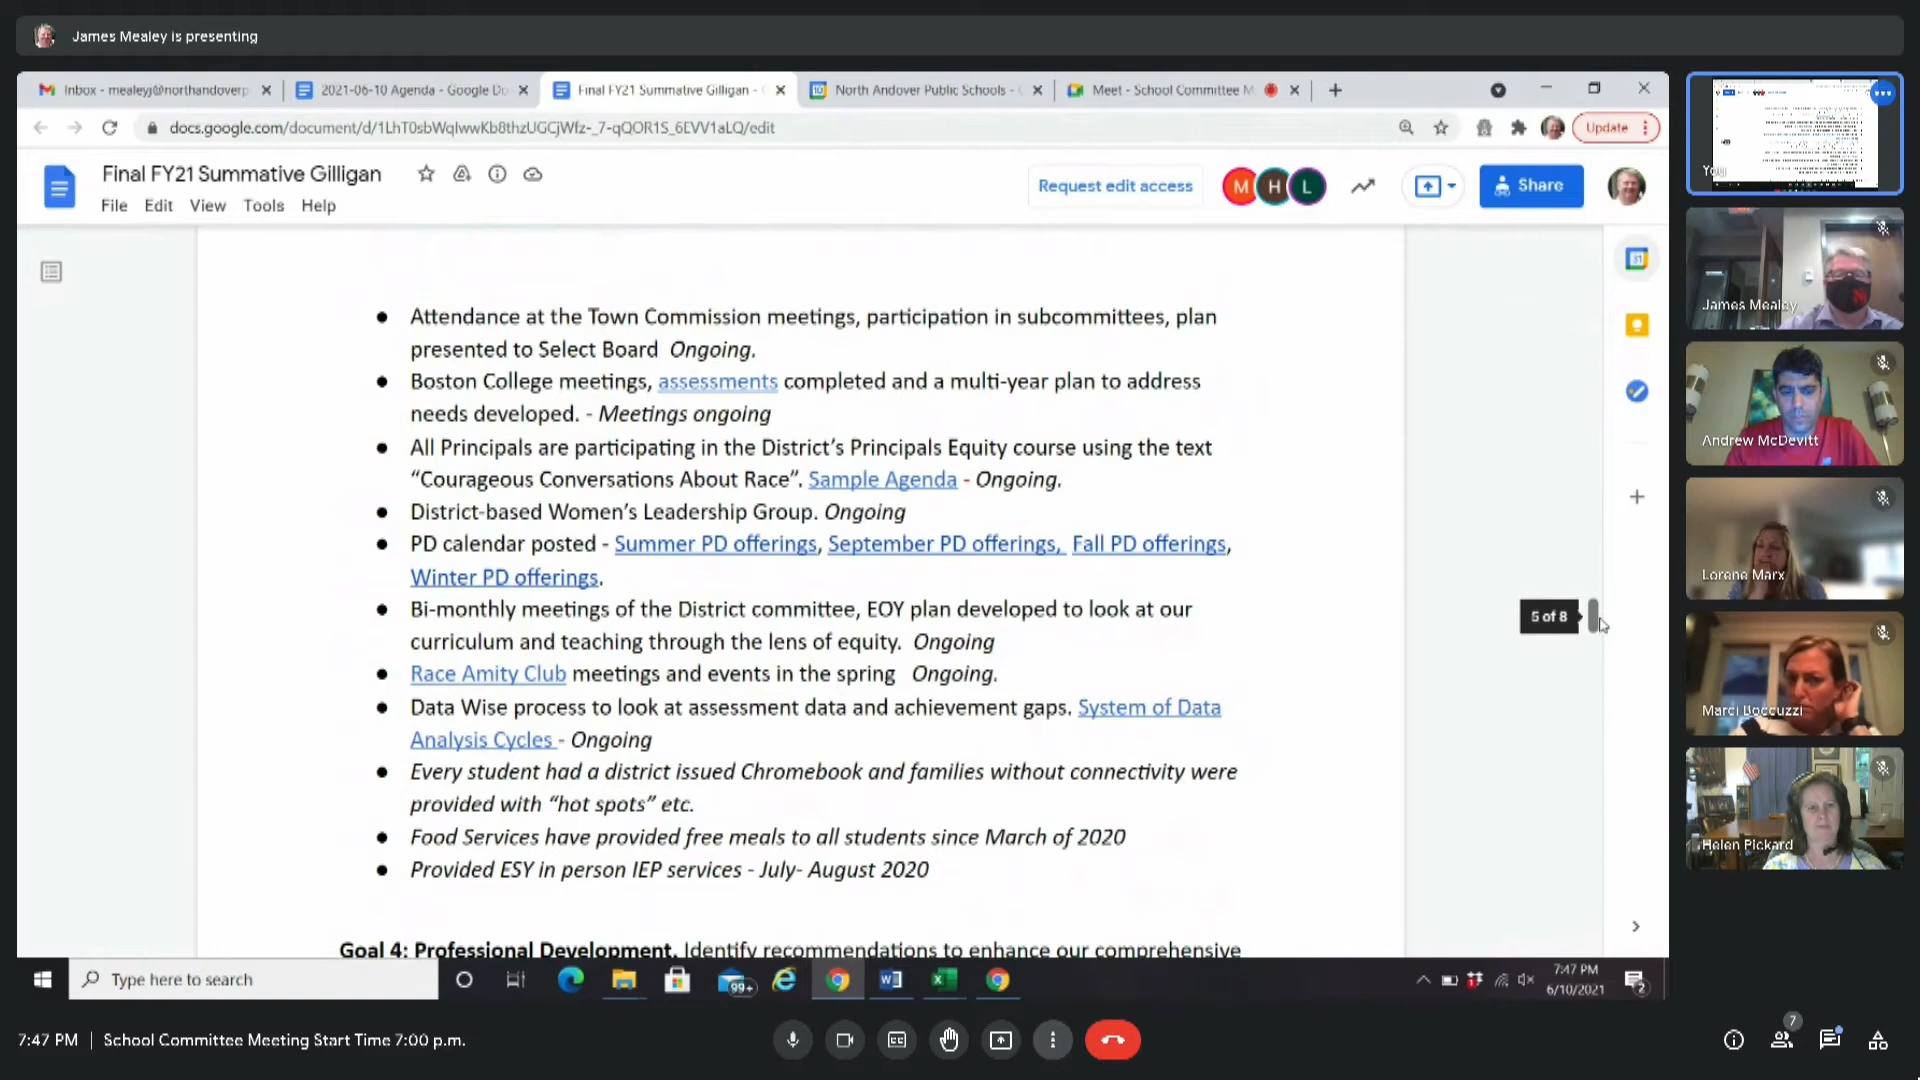 James Mealey is presenting
Inbox - mealeyj@northandoverp
2021-06-10 Agenda - Google Do
Final FY21 Summative Gilligan -
North Andover Public Schools -
Meet - School Committee M
docs.google.com/document/d/1LhT0sbWqlwwKb8thzUGCjWfz-_7-qQOR1S_6EVV1aLQ/edit
Update
Final FY21 Summative Gilligan
File Edit View Tools Help
Request edit access
M H L
Share
Attendance at the Town Commission meetings, participation in subcommittees, plan
presented to Select Board Ongoing.
Boston College meetings, assessments completed and a multi-year plan to address
needs developed. - Meetings ongoing
All Principals are participating in the District’s Principals Equity course using the text
“Courageous Conversations About Race”. Sample Agenda - Ongoing.
District-based Women’s Leadership Group. Ongoing
PD calendar posted - Summer PD offerings, September PD offerings, Fall PD offerings,
Winter PD offerings.
Bi-monthly meetings of the District committee, EOY plan developed to look at our
curriculum and teaching through the lens of equity. Ongoing
Race Amity Club meetings and events in the spring Ongoing.
Data Wise process to look at assessment data and achievement gaps. System of Data
Analysis Cycles - Ongoing
Every student had a district issued Chromebook and families without connectivity were
provided with “hot spots” etc.
Food Services have provided free meals to all students since March of 2020
Provided ESY in person IEP services - July- August 2020
Goal 4: Professional Development. Identify recommendations to enhance our comprehensive
5 of 8
31
You
James Mealey
Andrew McDevitt
Lorene Marx
Marci Boccuzzi
Helen Pickard
Type here to search
99+
7:47 PM
6/10/2021
2
7:47 PM | School Committee Meeting Start Time 7:00 p.m.
7